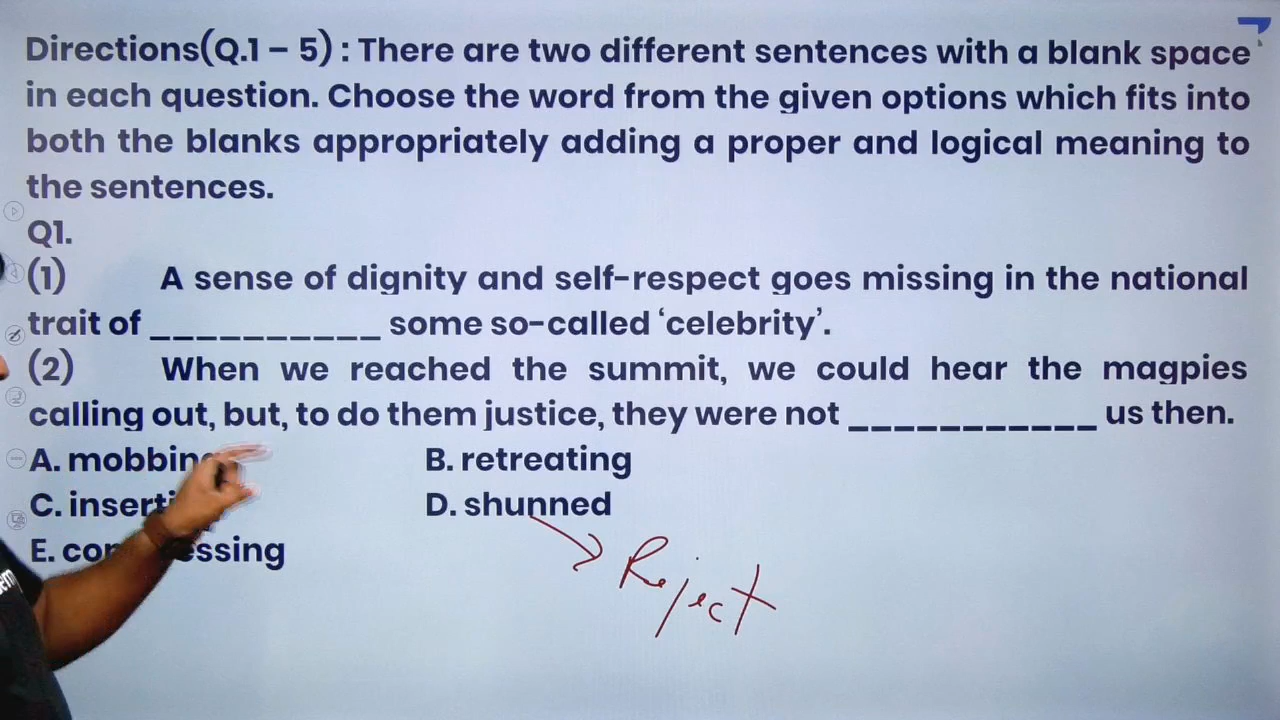 Directions(Q.1 – 5) : There are two different sentences with a blank space
in each question. Choose the word from the given options which fits into
both the blanks appropriately adding a proper and logical meaning to
the sentences.
Q1.
(1) A sense of dignity and self-respect goes missing in the national
trait of ___________ some so-called ‘celebrity’.
(2) When we reached the summit, we could hear the magpies
calling out, but, to do them justice, they were not ___________ us then.
A. mobbing B. retreating
C. D. shunned
E.
Reject